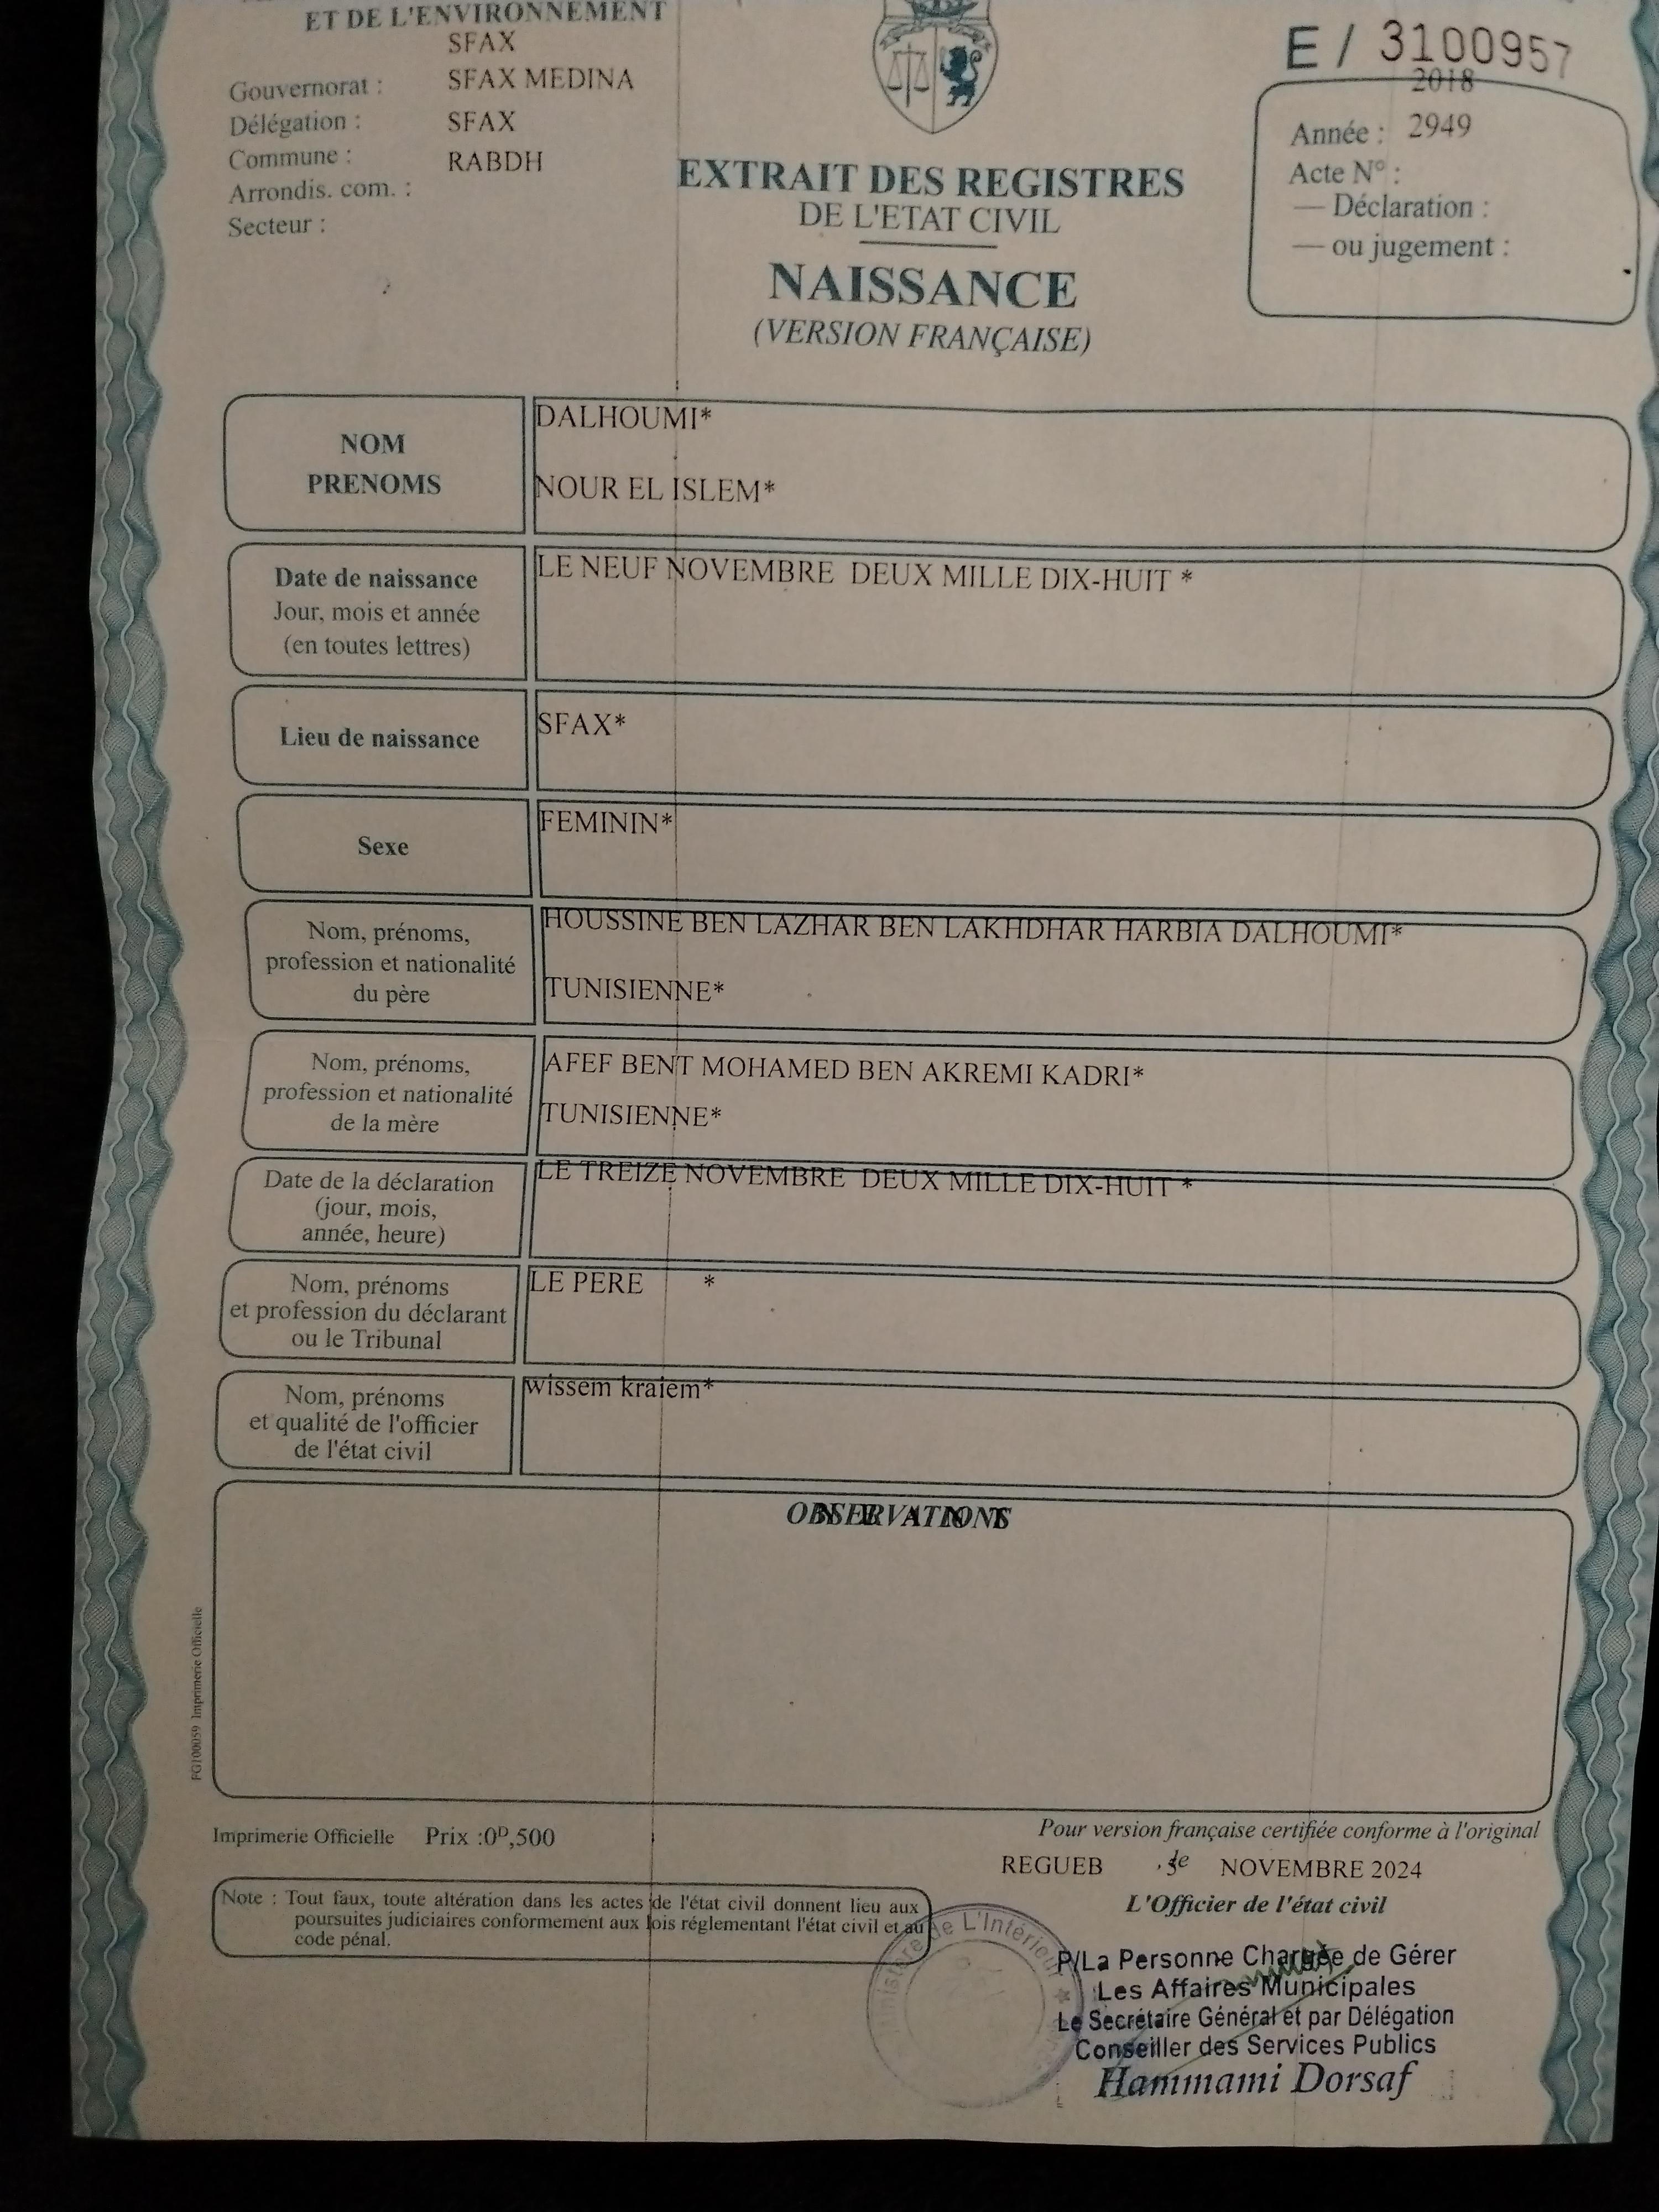 ET DE L'ENVIRONNEMENT
SFAX
Gouvernorat : SFAX MEDINA
Délégation : SFAX
Commune : RABDH
Arrondis. com. :
Secteur :
E / 3100957
2018
Année : 2949
Acte N° :
— Déclaration :
— ou jugement :
EXTRAIT DES REGISTRES
DE L'ETAT CIVIL
NAISSANCE
(VERSION FRANÇAISE)
NOM
PRENOMS
DALHOUMI*
NOUR EL ISLEM*
Date de naissance
Jour, mois et année
(en toutes lettres)
LE NEUF NOVEMBRE DEUX MILLE DIX-HUIT *
Lieu de naissance
SFAX*
Sexe
FEMININ*
Nom, prénoms,
profession et nationalité
du père
HOUSSINE BEN LAZHAR BEN LAKHDHAR HARBIA DALHOUMI*
TUNISIENNE*
Nom, prénoms,
profession et nationalité
de la mère
AFEF BENT MOHAMED BEN AKREMI KADRI*
TUNISIENNE*
Date de la déclaration
(jour, mois,
année, heure)
LE TREIZE NOVEMBRE DEUX MILLE DIX-HUIT *
Nom, prénoms
et profession du déclarant
ou le Tribunal
LE PERE *
Nom, prénoms
et qualité de l'officier
de l'état civil
wissem kraiem*
OBSERVATIONS
PG100059 Imprimerie Officielle
Imprimerie Officielle Prix :0D,500
Pour version française certifiée conforme à l'original
REGUEB , le NOVEMBRE 2024
L'Officier de l'état civil
Note : Tout faux, toute altération dans les actes de l'état civil donnent lieu aux
poursuites judiciaires conformement aux lois réglementant l'état civil et au
code pénal.
Ministère de L'Intérieur
P/La Personne Chargée de Gérer
Les Affaires Municipales
Le Secrétaire Général et par Délégation
Conseiller des Services Publics
Hammami Dorsaf